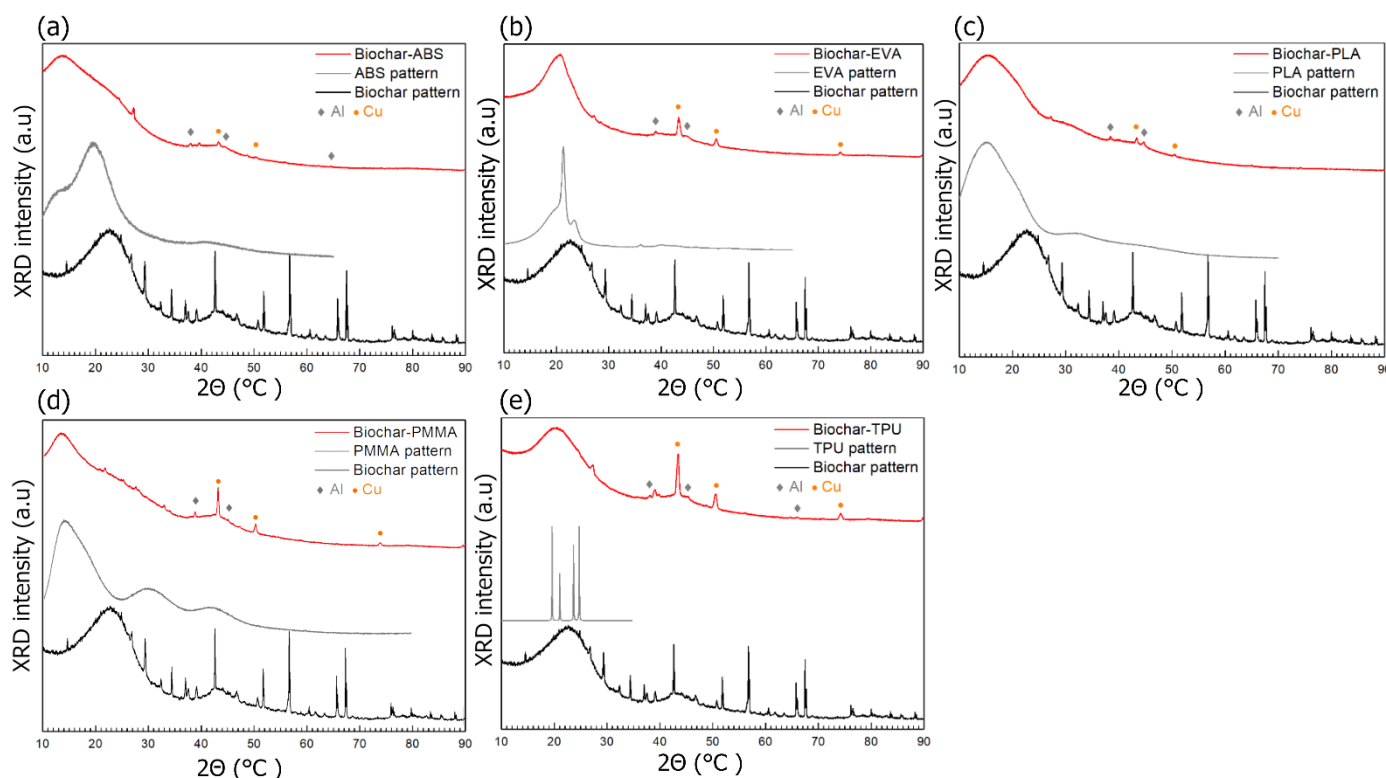 (a)
XRD intensity (a.u)
Biochar-ABS
ABS pattern
Biochar pattern
Al Cu
10 20 30 40 50 60 70 80 90
2Θ (°C)
(b)
XRD intensity (a.u)
Biochar-EVA
EVA pattern
Biochar pattern
Al Cu
10 20 30 40 50 60 70 80 90
2Θ (°C)
(c)
XRD intensity (a.u)
Biochar-PLA
PLA pattern
Biochar pattern
Al Cu
10 20 30 40 50 60 70 80 90
2Θ (°C)
(d)
XRD intensity (a.u)
Biochar-PMMA
PMMA pattern
Biochar pattern
Al Cu
10 20 30 40 50 60 70 80 90
2Θ (°C)
(e)
XRD intensity (a.u)
Biochar-TPU
TPU pattern
Biochar pattern
Al Cu
10 20 30 40 50 60 70 80 90
2Θ (°C)